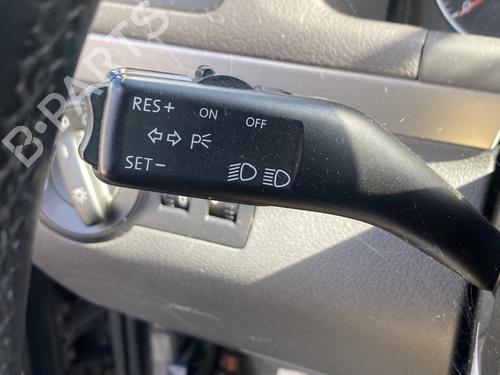 RES+ ON OFF
P
SET-
B-PARTS